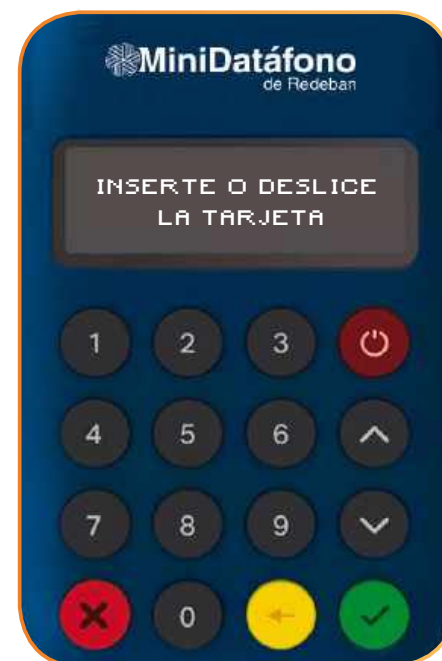 MiniDatáfono
de Redeban
INSERTE O DESLICE
LA TARJETA
1 2 3
4 5 6
7 8 9
0